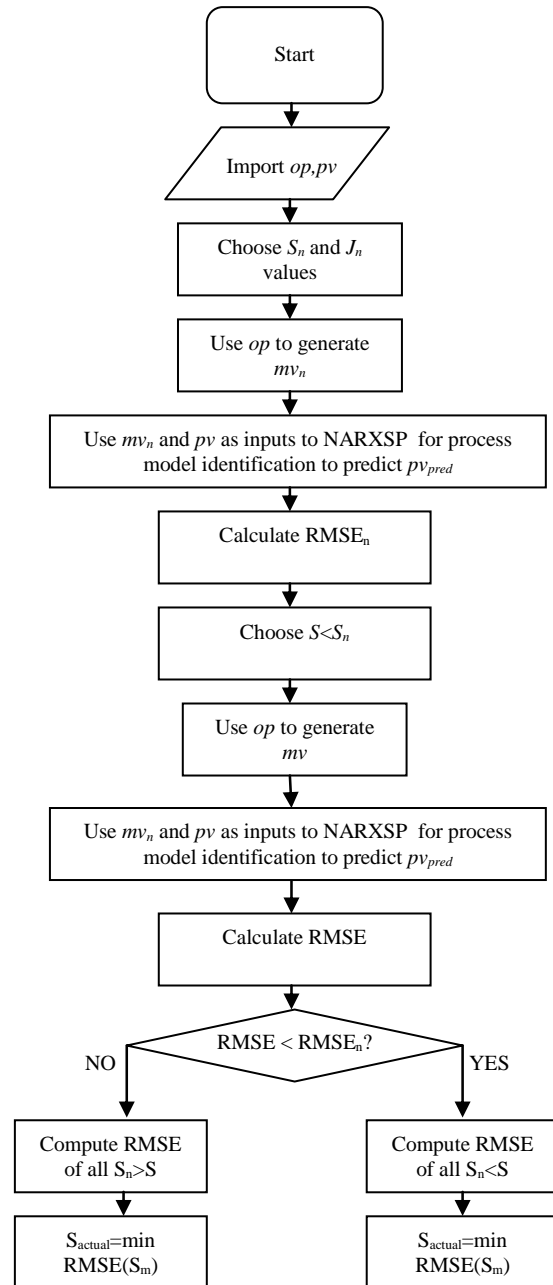 Start
Import op,pv
Choose Sn and Jn
values
Use op to generate
mvn
Use mvn and pv as inputs to NARXSP for process
model identification to predict pvpred
Calculate RMSEn
Choose S<Sn
Use op to generate
mv
Use mvn and pv as inputs to NARXSP for process
model identification to predict pvpred
Calculate RMSE
RMSE < RMSEn?
NO
YES
Compute RMSE
of all Sn>S
Compute RMSE
of all Sn<S
Sactual=min
RMSE(Sm)
Sactual=min
RMSE(Sm)